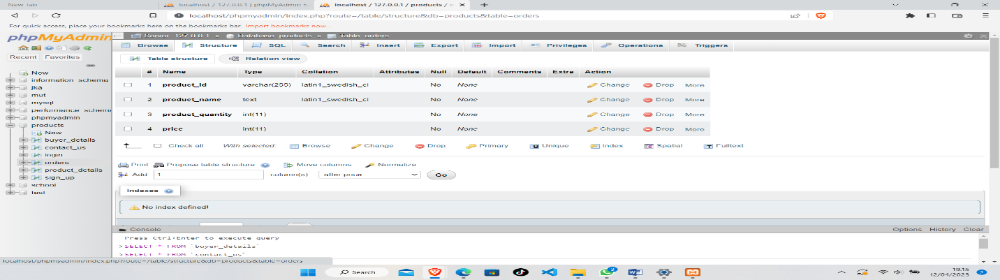 New Tab
localhost / 127.0.0.1 | phpMyAdmin 5.
localhost / 127.0.0.1 / products / o
localhost/phpmyadmin/index.php?route=/table/structure&db=products&table=orders
For quick access, place your bookmarks here on the bookmarks bar. Import bookmarks now...
phpMyAdmin
Recent Favorites
New
information_schema
jka
mut
mysql
performance_schema
phpmyadmin
products
New
buyer_details
contact_us
login
orders
product_details
sign_up
school
test
Server: 127.0.0.1 » Database: products » Table: orders
Browse Structure SQL Search Insert Export Import Privileges Operations Triggers
Table structure Relation view
# Name Type Collation Attributes Null Default Comments Extra Action
1 product_id varchar(255) latin1_swedish_ci No None Change Drop More
2 product_name text latin1_swedish_ci No None Change Drop More
3 product_quantity int(11) No None Change Drop More
4 price int(11) No None Change Drop More
Check all With selected: Browse Change Drop Primary Unique Index Spatial Fulltext
Print Propose table structure Move columns Normalize
Add 1 column(s) after price Go
Indexes
No index defined!
Console Options History Clear
Press Ctrl+Enter to execute query
>SELECT * FROM `buyer_details`
>SELECT * FROM `contact_us`
localhost/phpmyadmin/index.php?route=/table/structure&db=products&table=orders
Search
3
19:15
12/04/2023
2